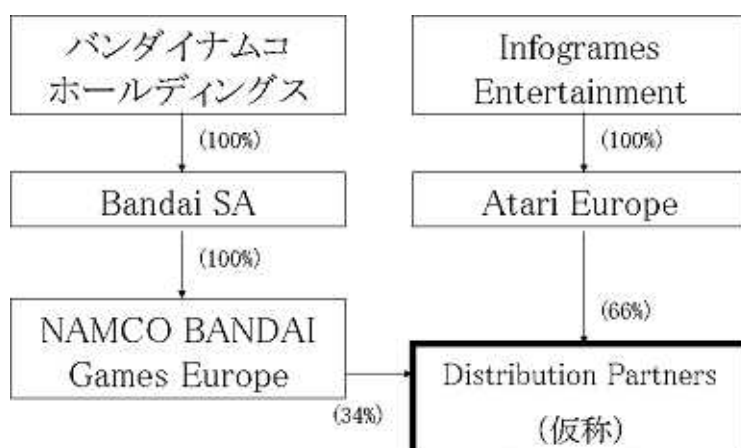 バンダイナムコ
ホールディングス
Infogrames
Entertainment
(100%)
(100%)
Bandai SA
Atari Europe
(100%)
(66%)
NAMCO BANDAI
Games Europe
(34%)
Distribution Partners
(仮称)